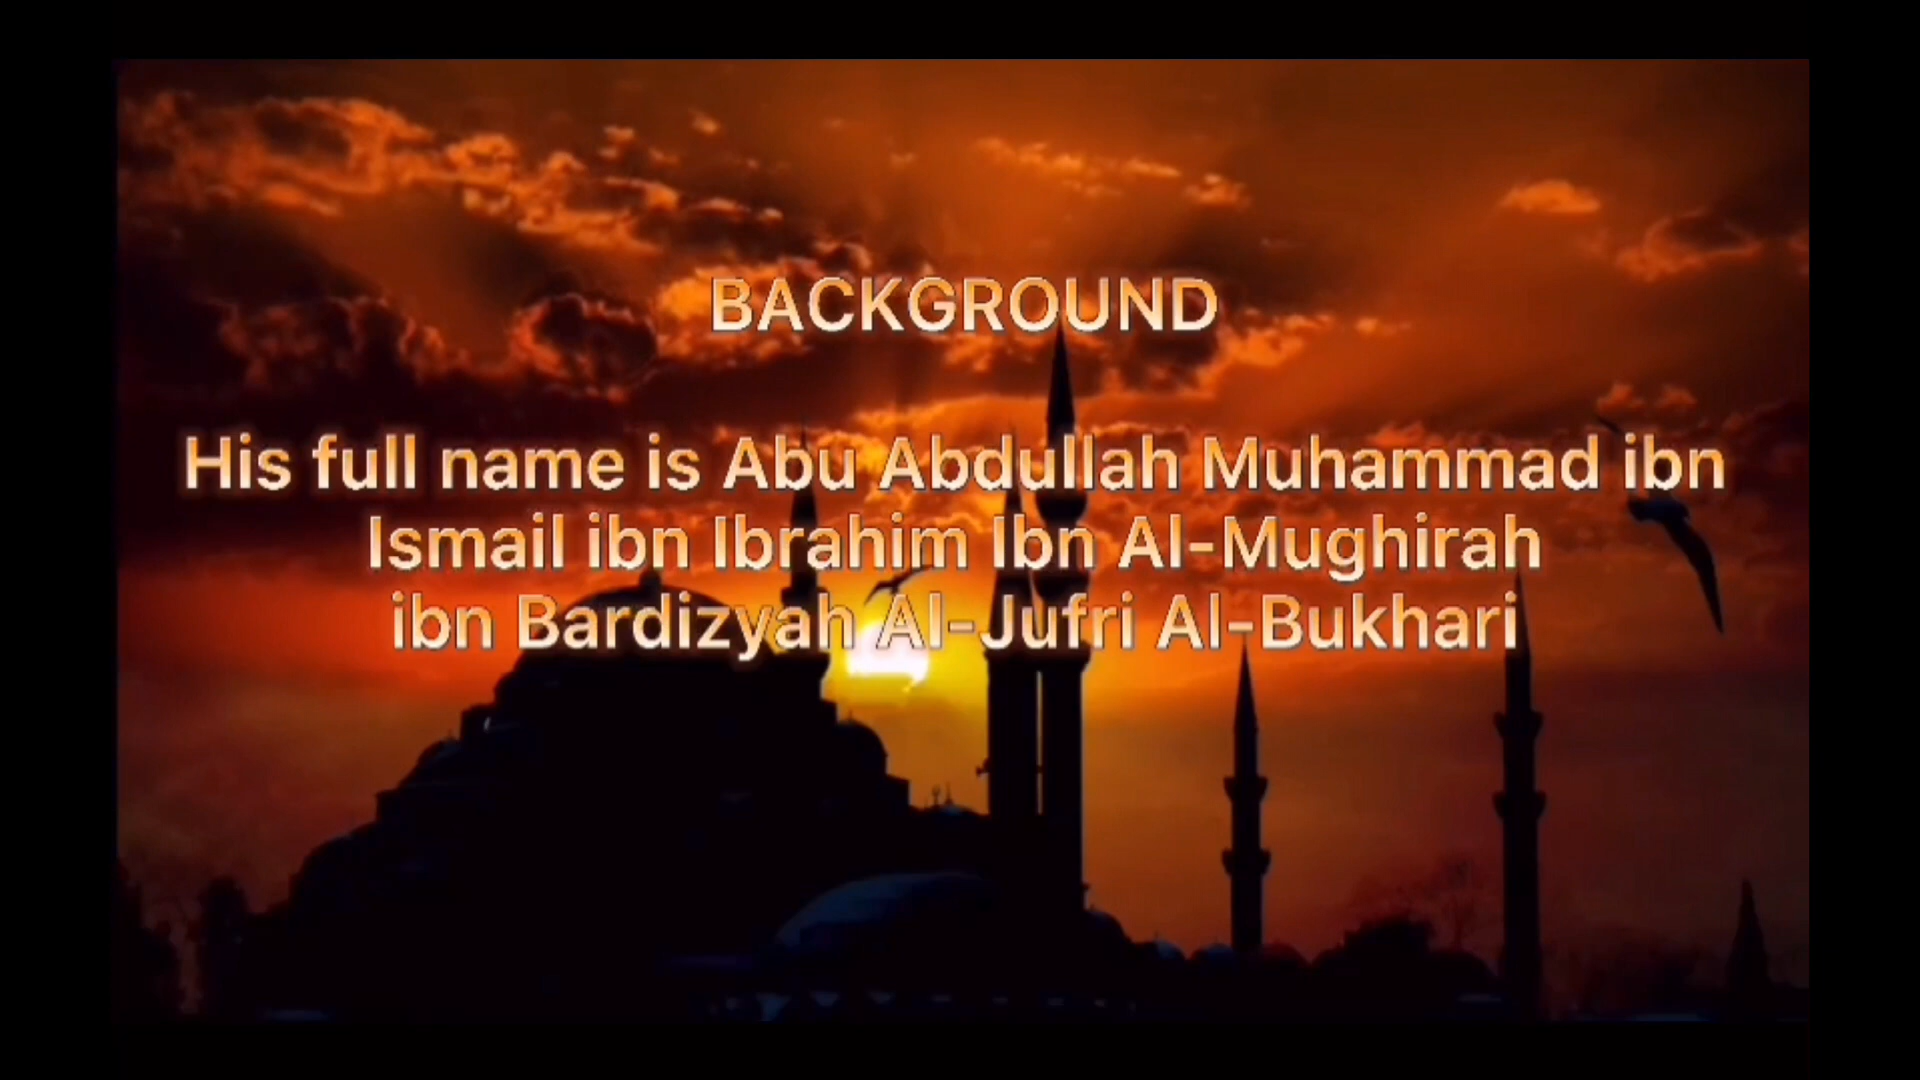 BACKGROUND
His full name is Abu Abdullah Muhammad ibn
Ismail ibn Ibrahim Ibn Al-Mughirah
ibn Bardizyah Al-Jufri Al-Bukhari